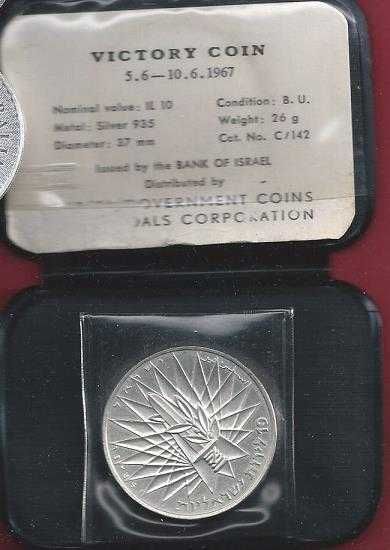 VICTORY COIN
5.6—10.6.1967
Nominal value: IL 10
Condition: B. U.
Metal: Silver 935
Weight: 26 g
Diameter: 37 mm
Cat. No. C/142
Issued by the BANK OF ISRAEL
Distributed by
GOVERNMENT COINS
CORPORATION